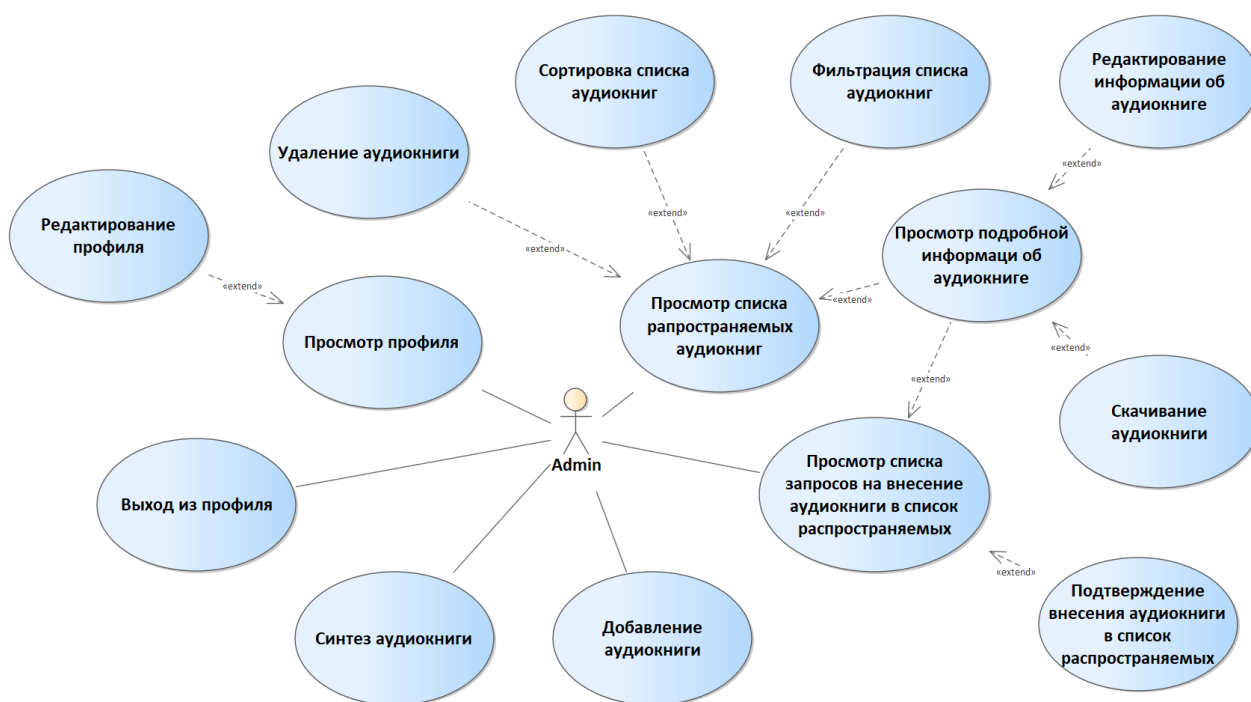 Сортировка списка
аудиокниг
Фильтрация списка
аудиокниг
Редактирование
информации об
аудиокниге
Удаление аудиокниги
«extend»
«extend»
«extend»
«extend»
Редактирование
профиля
«extend»
Просмотр подробной
информаци об
аудиокниге
«extend»
Просмотр списка
рапространяемых
аудиокниг
Просмотр профиля
«extend»
«extend»
Скачивание
аудиокниги
Admin
Просмотр списка
запросов на внесение
аудиокниги в список
распространяемых
Выход из профиля
«extend»
Подтверждение
внесения аудиокниги
в список
распространяемых
Синтез аудиокниги
Добавление
аудиокниги